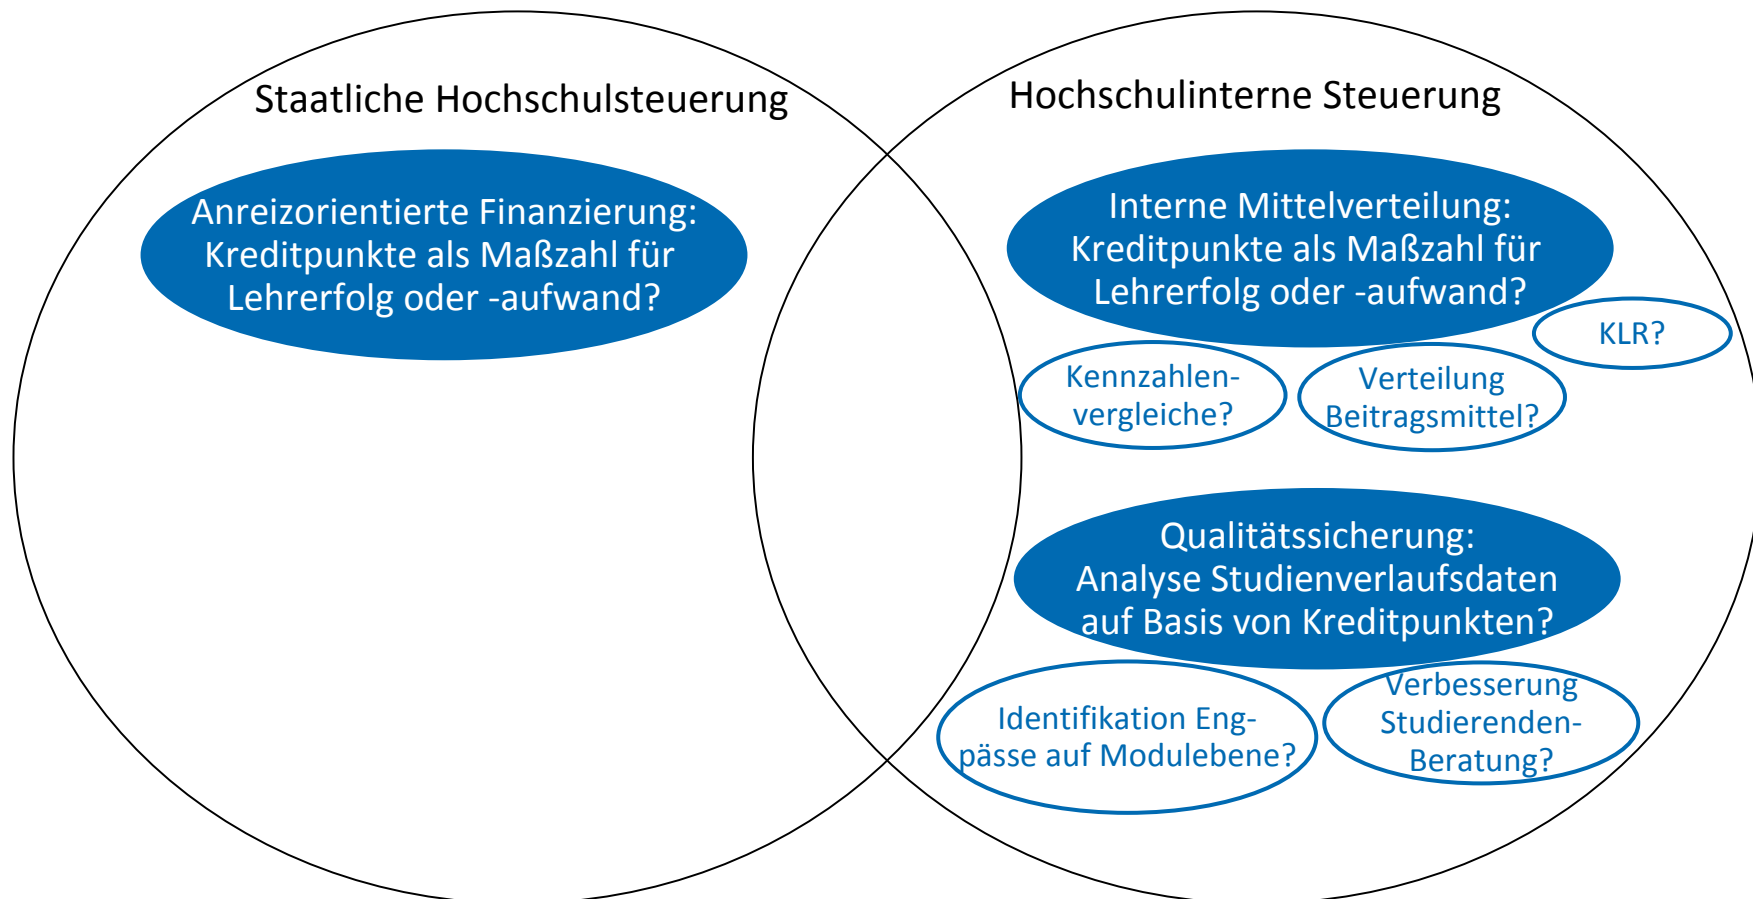 Staatliche Hochschulsteuerung
Anreizorientierte Finanzierung:
Kreditpunkte als Maßzahl für
Lehrerfolg oder -aufwand?
Hochschulinterne Steuerung
Interne Mittelverteilung:
Kreditpunkte als Maßzahl für
Lehrerfolg oder -aufwand?
KLR?
Kennzahlen-
vergleiche?
Verteilung
Beitragsmittel?
Qualitätssicherung:
Analyse Studienverlaufsdaten
auf Basis von Kreditpunkten?
Identifikation Eng-
pässe auf Modulebene?
Verbesserung
Studierenden-
Beratung?